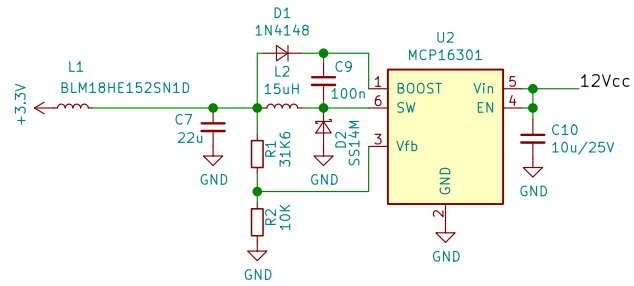 D1
1N4148
U2
MCP16301
L1
BLM18HE152SN1D
L2
15uH
C9
100n
1
BOOST
Vin
5
12Vcc
6
SW
EN
4
+3.3V
C7
22u
R1
31K6
D2
SS14M
3
Vfb
C10
10u/25V
GND
GND
GND
GND
2
R2
10K
GND
GND